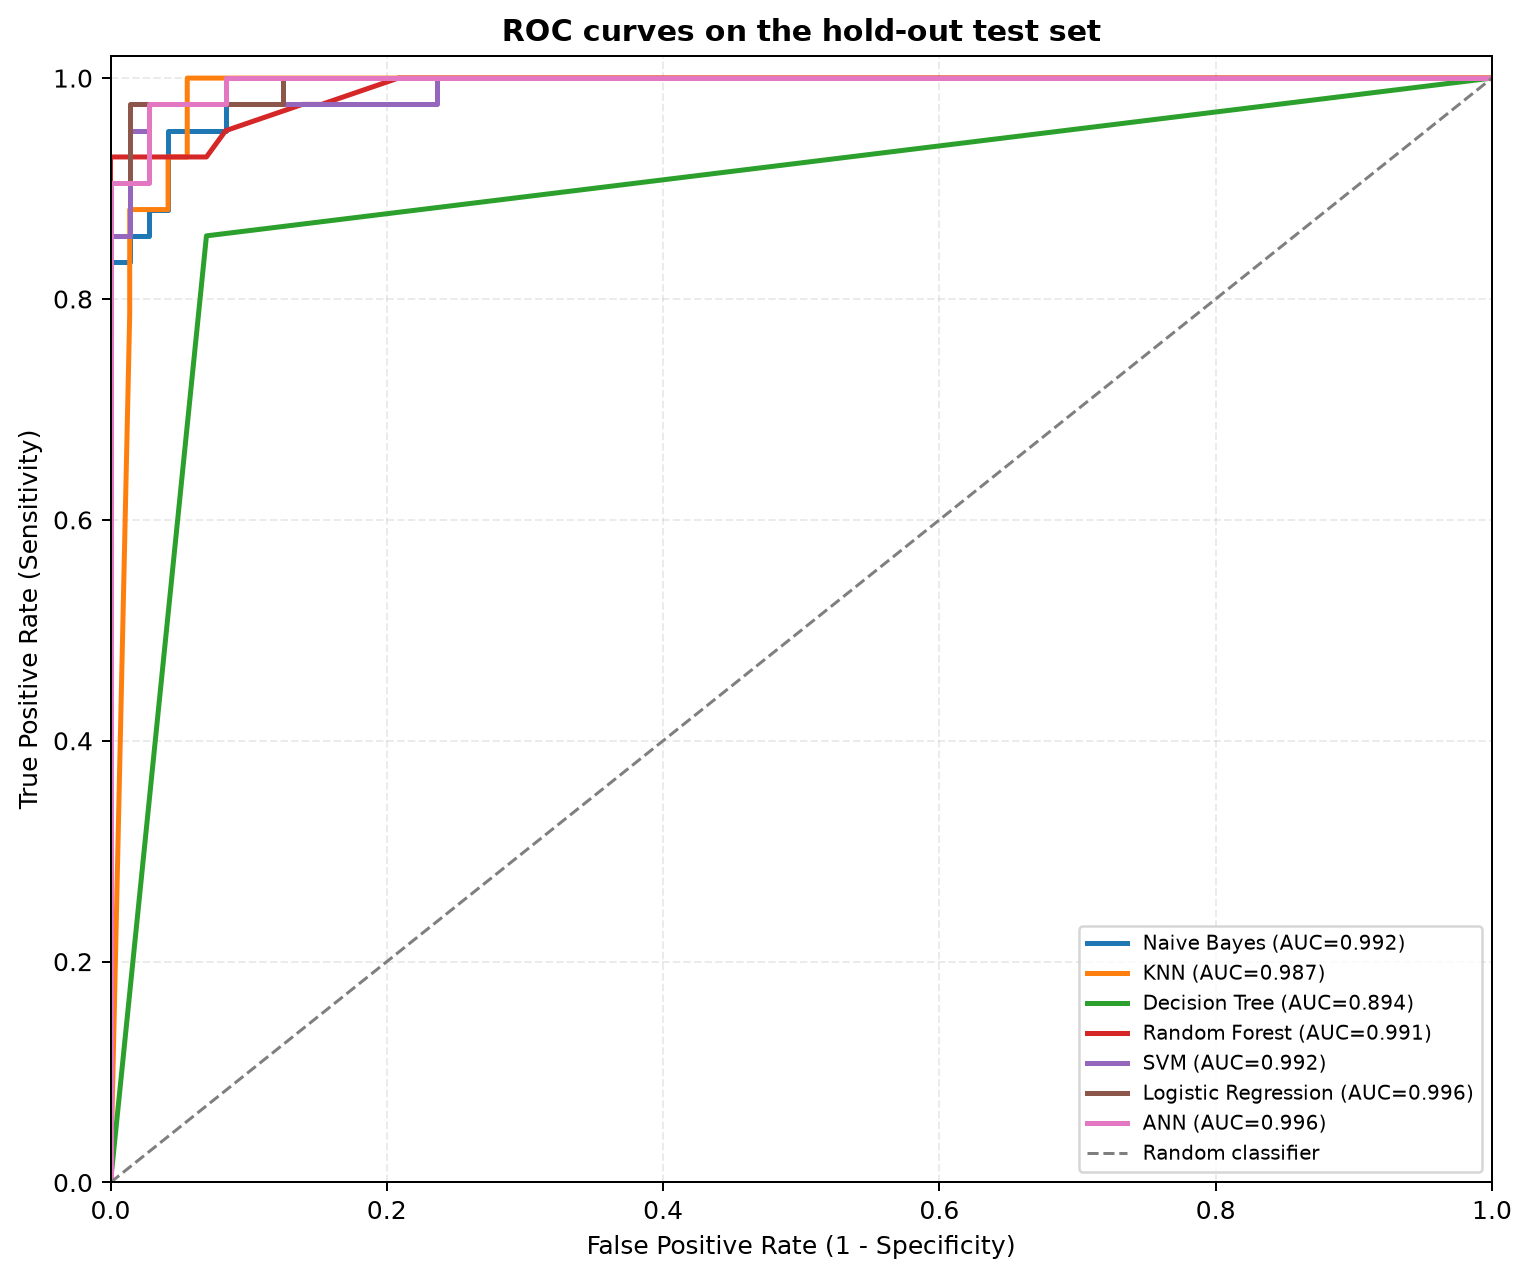 ROC curves on the hold-out test set
True Positive Rate (Sensitivity)
1.0
0.8
0.6
0.4
0.2
0.0
Naive Bayes (AUC=0.992)
KNN (AUC=0.987)
Decision Tree (AUC=0.894)
Random Forest (AUC=0.991)
SVM (AUC=0.992)
Logistic Regression (AUC=0.996)
ANN (AUC=0.996)
Random classifier
0.0 0.2 0.4 0.6 0.8 1.0
False Positive Rate (1 - Specificity)